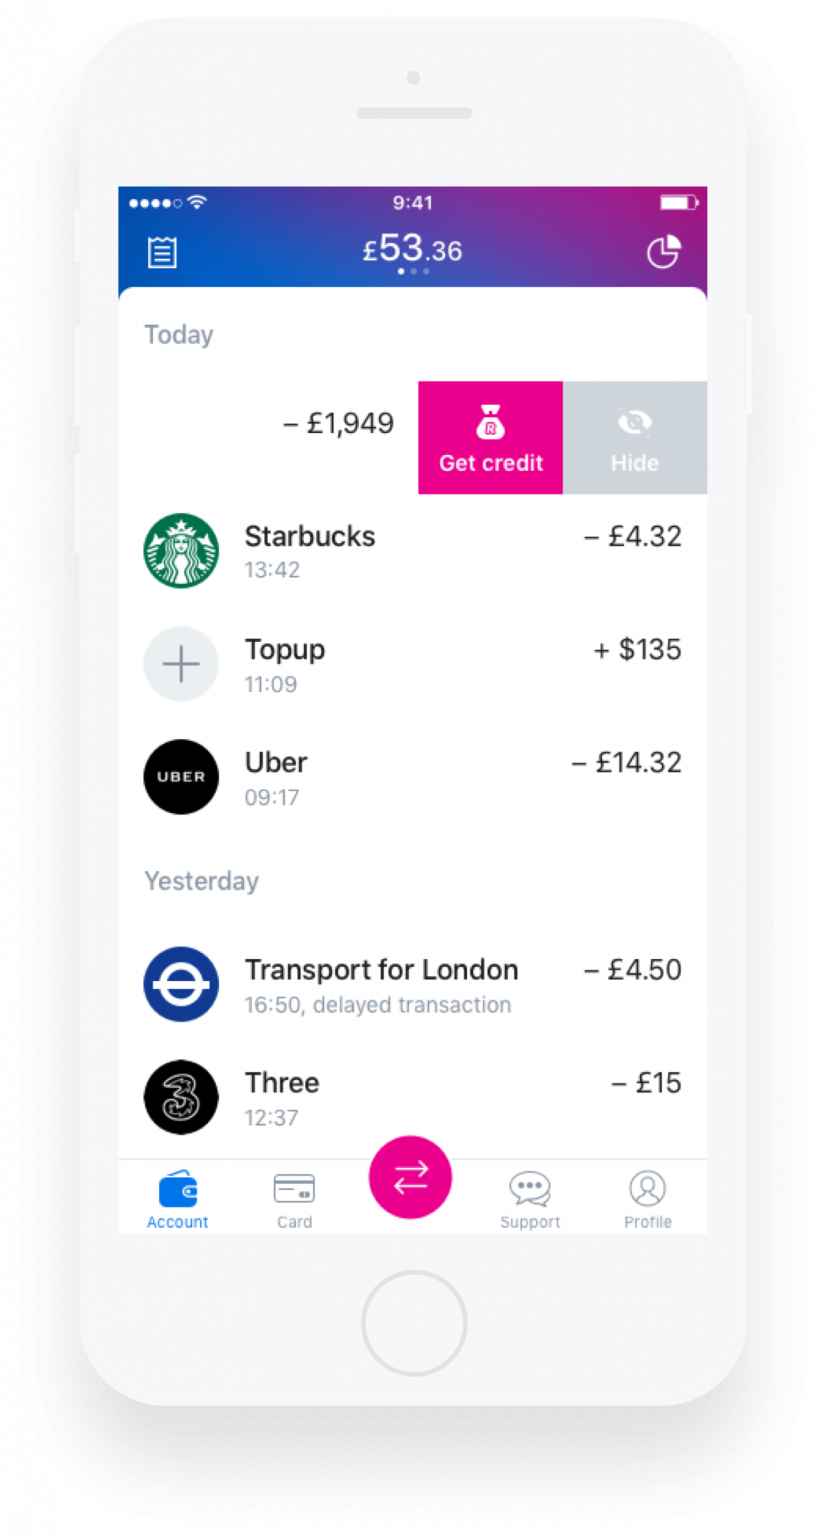 9:41
£53.36
Today
– £1,949
Get credit
Hide
Starbucks
– £4.32
13:42
Topup
+ $135
11:09
UBER
Uber
– £14.32
09:17
Yesterday
Transport for London
– £4.50
16:50, delayed transaction
3
Three
– £15
12:37
Account
Card
Support
Profile